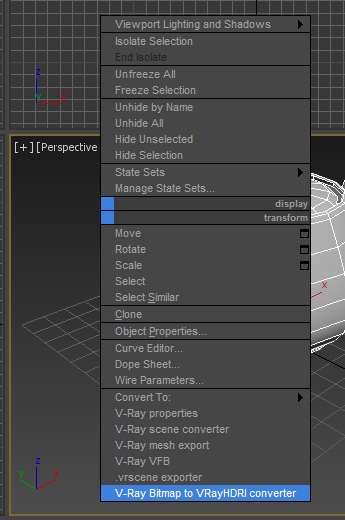 Viewport Lighting and Shadows
Isolate Selection
End Isolate
Unfreeze All
Freeze Selection
Unhide by Name
Unhide All
Hide Unselected
Hide Selection
State Sets
Manage State Sets...
display
transform
Move
Rotate
Scale
Select
Select Similar
Clone
Object Properties...
Curve Editor...
Dope Sheet...
Wire Parameters...
Convert To:
V-Ray properties
V-Ray scene converter
V-Ray mesh export
V-Ray VFB
.vrscene exporter
V-Ray Bitmap to VRayHDRI converter
[+] [Perspective
z
y
x
x
z
y
x